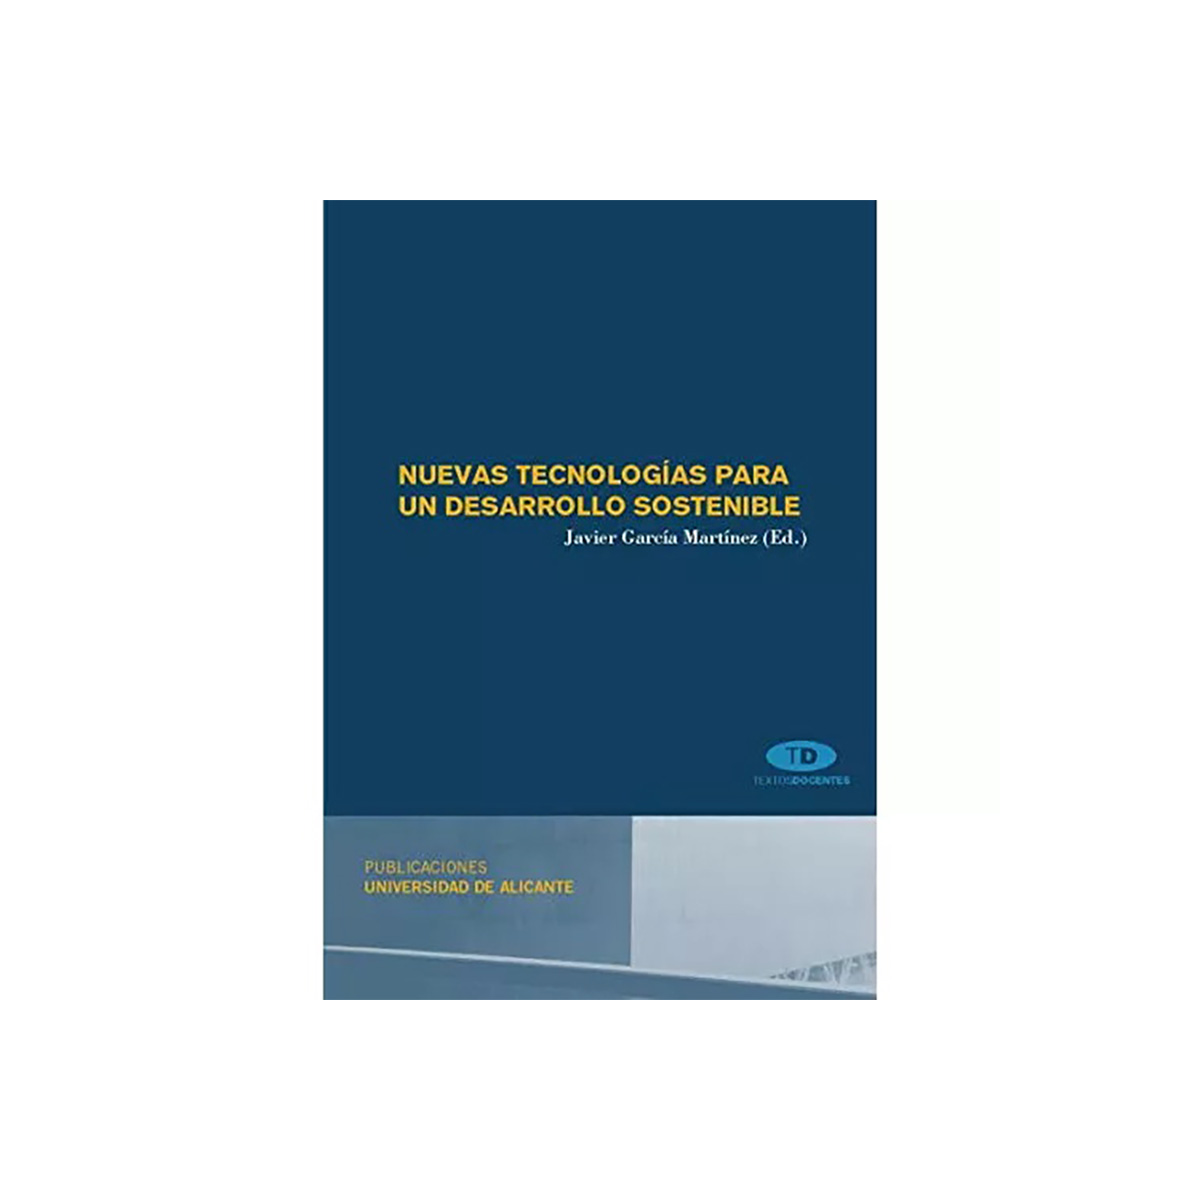 NUEVAS TECNOLOGÍAS PARA
UN DESARROLLO SOSTENIBLE
Javier García Martínez (Ed.)
TD
TEXTOSDOCENTES
PUBLICACIONES
UNIVERSIDAD DE ALICANTE